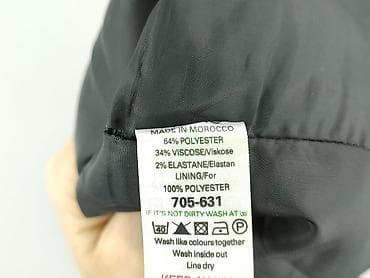 MADE IN MOROCCO
64% POLYESTER
34% VISCOSE/Viskose
2% ELASTANE/Elastan
LINING/For
100% POLYESTER
705-631
IF IT'S NOT DIRTY WASH AT
40
Wash like colours together
Wash inside out
Line dry